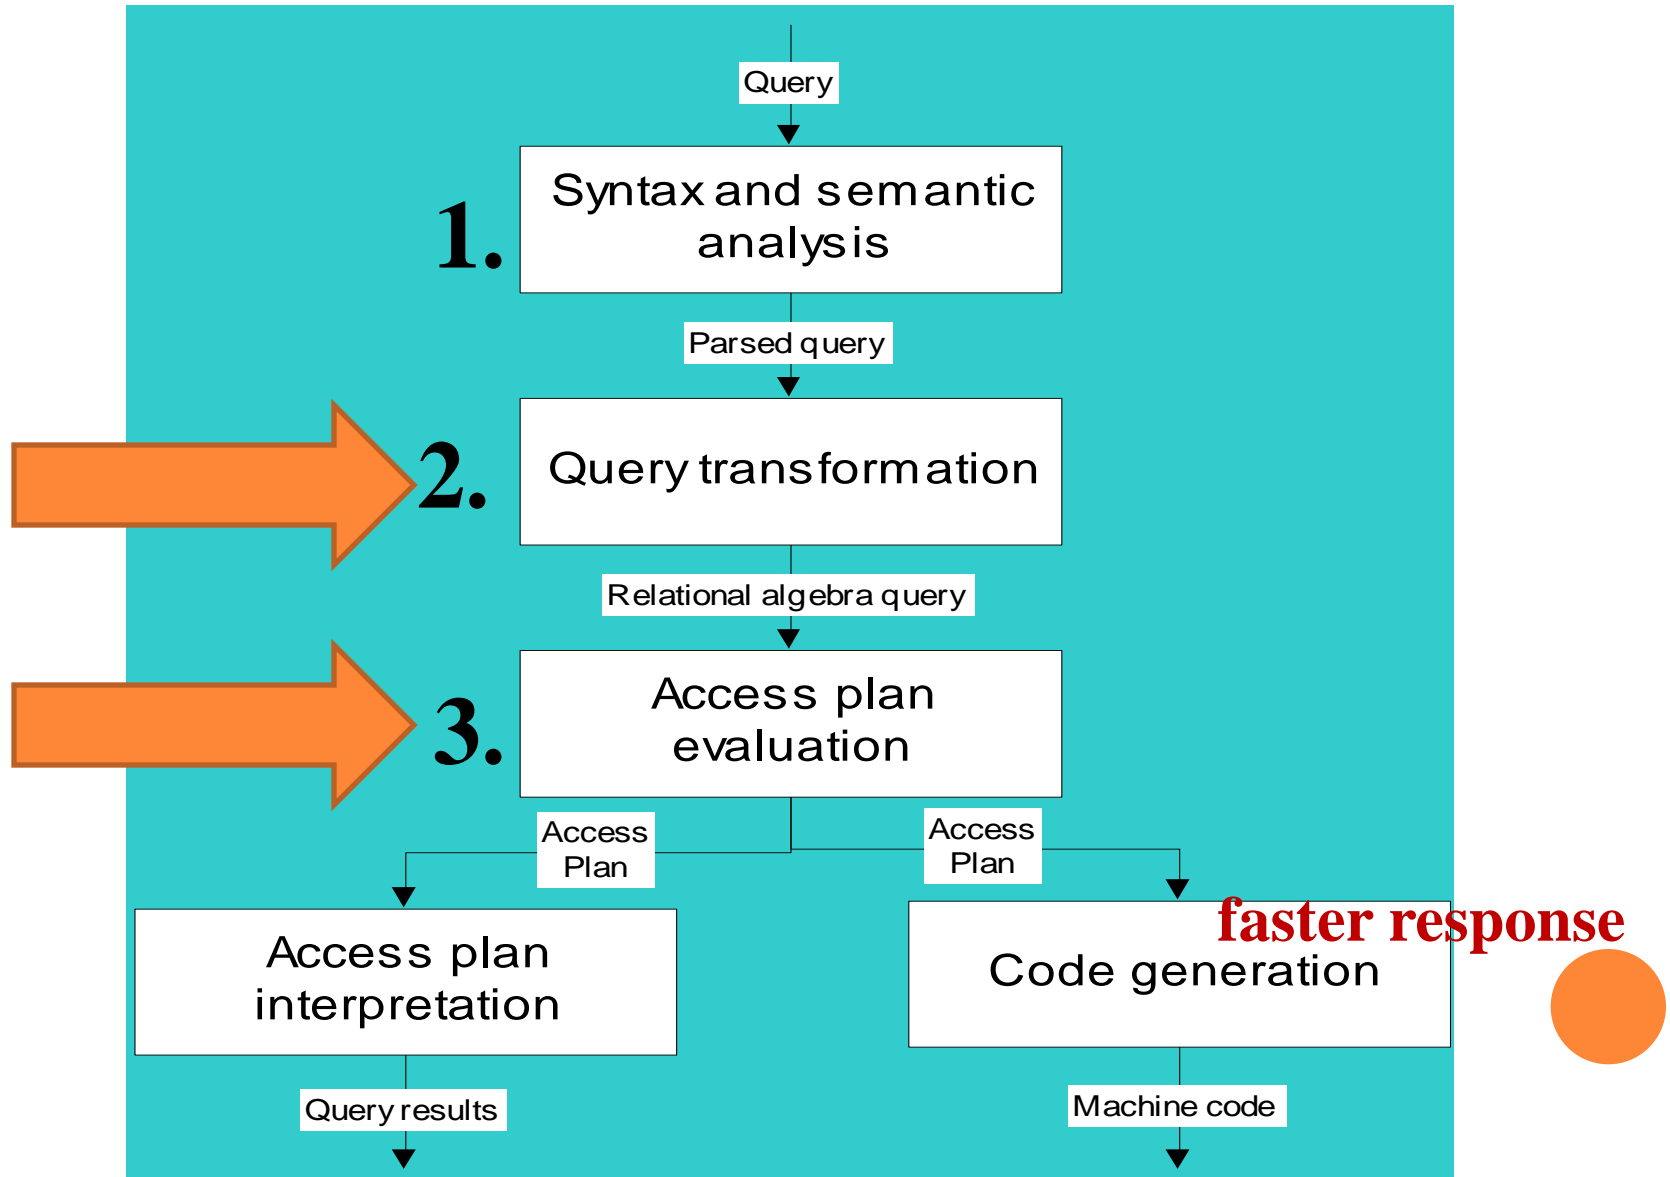 Query
1.
Syntax and semantic
analysis
Parsed query
2.
Query transformation
Relational algebra query
3.
Access plan
evaluation
Access
Plan
Access
Plan
Access plan
interpretation
faster response
Code generation
Query results
Machine code